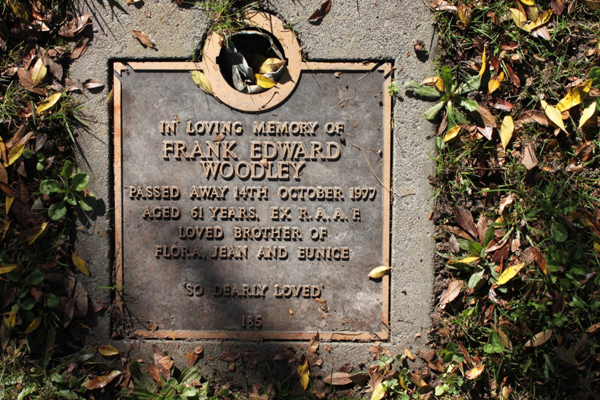 IN LOVING MEMORY OF
FRANK EDWARD
WOODLEY
PASSED AWAY 14TH OCTOBER 1977
AGED 61 YEARS. EX R.A.A.F.
LOVED BROTHER OF
FLORA, JEAN AND EUNICE
'SO DEARLY LOVED'
185